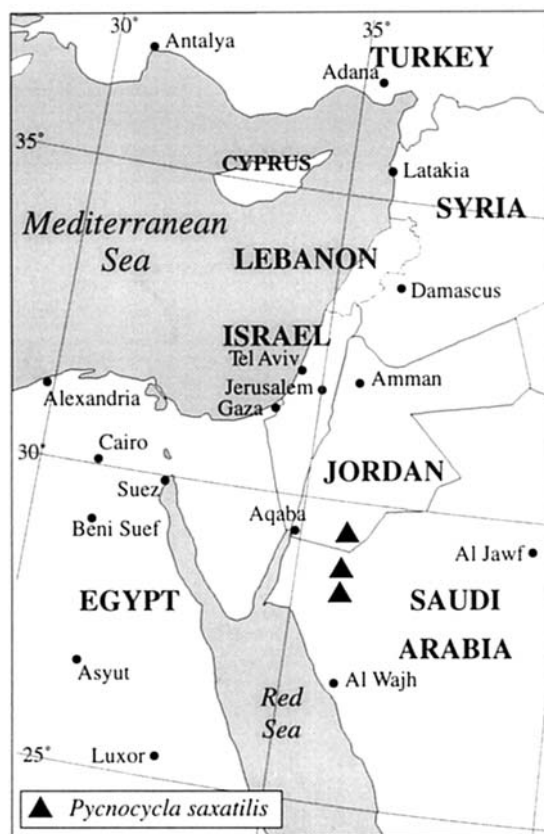 30°
35°
Antalya
TURKEY
Adana
35°
CYPRUS
Latakia
SYRIA
Mediterranean
Sea
LEBANON
Damascus
ISRAEL
Tel Aviv
Jerusalem
Amman
Gaza
Alexandria
30°
Cairo
JORDAN
Suez
Aqaba
Beni Suef
Al Jawf
EGYPT
SAUDI
ARABIA
Asyut
Al Wajh
Red
Sea
25°
Luxor
Pycnocycla saxatilis